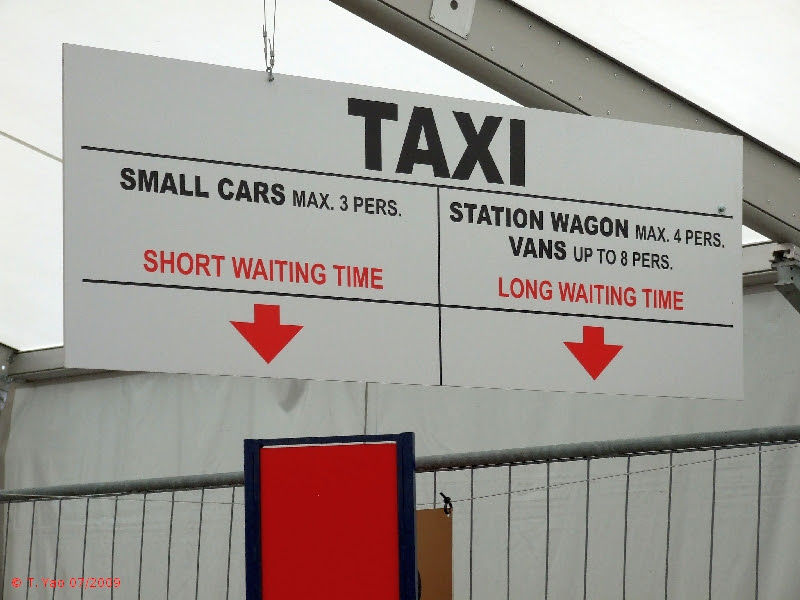 TAXI
SMALL CARS MAX. 3 PERS.
SHORT WAITING TIME
STATION WAGON MAX. 4 PERS.
VANS UP TO 8 PERS.
LONG WAITING TIME
© T. Yao 07/2009